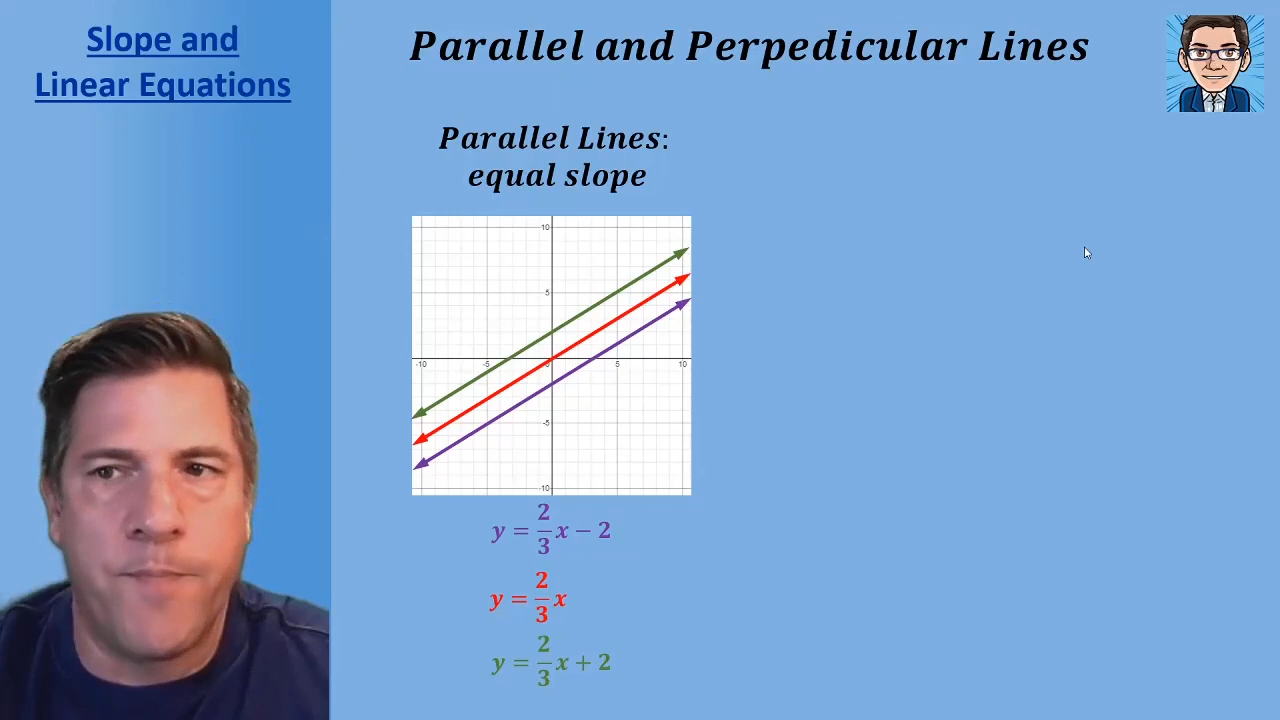 Slope and
Linear Equations
Parallel and Perpedicular Lines
Parallel Lines:
equal slope
10
5
-10
-5
5
10
-5
-10
y = 2/3 x − 2
y = 2/3 x
y = 2/3 x + 2